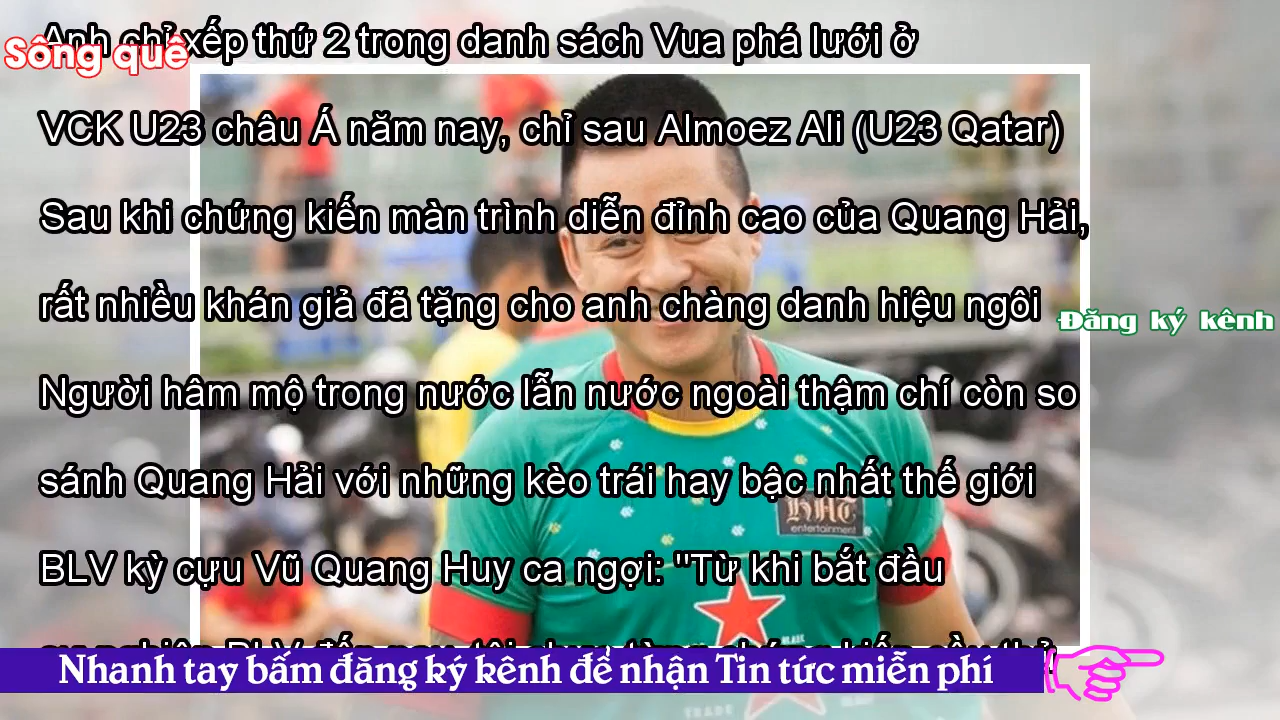 Anh chỉ xếp thứ 2 trong danh sách Vua phá lưới ở
Sông quê
VCK U23 châu Á năm nay, chỉ sau Almoez Ali (U23 Qatar)
Sau khi chứng kiến màn trình diễn đỉnh cao của Quang Hải,
rất nhiều khán giả đã tặng cho anh chàng danh hiệu ngôi
Đăng ký kênh
Người hâm mộ trong nước lẫn nước ngoài thậm chí còn so
sánh Quang Hải với những kèo trái hay bậc nhất thế giới
HKT
entertainment
BLV kỳ cựu Vũ Quang Huy ca ngợi: "Từ khi bắt đầu
Nhanh tay bấm đăng ký kênh để nhận Tin tức miễn phí
TRADE